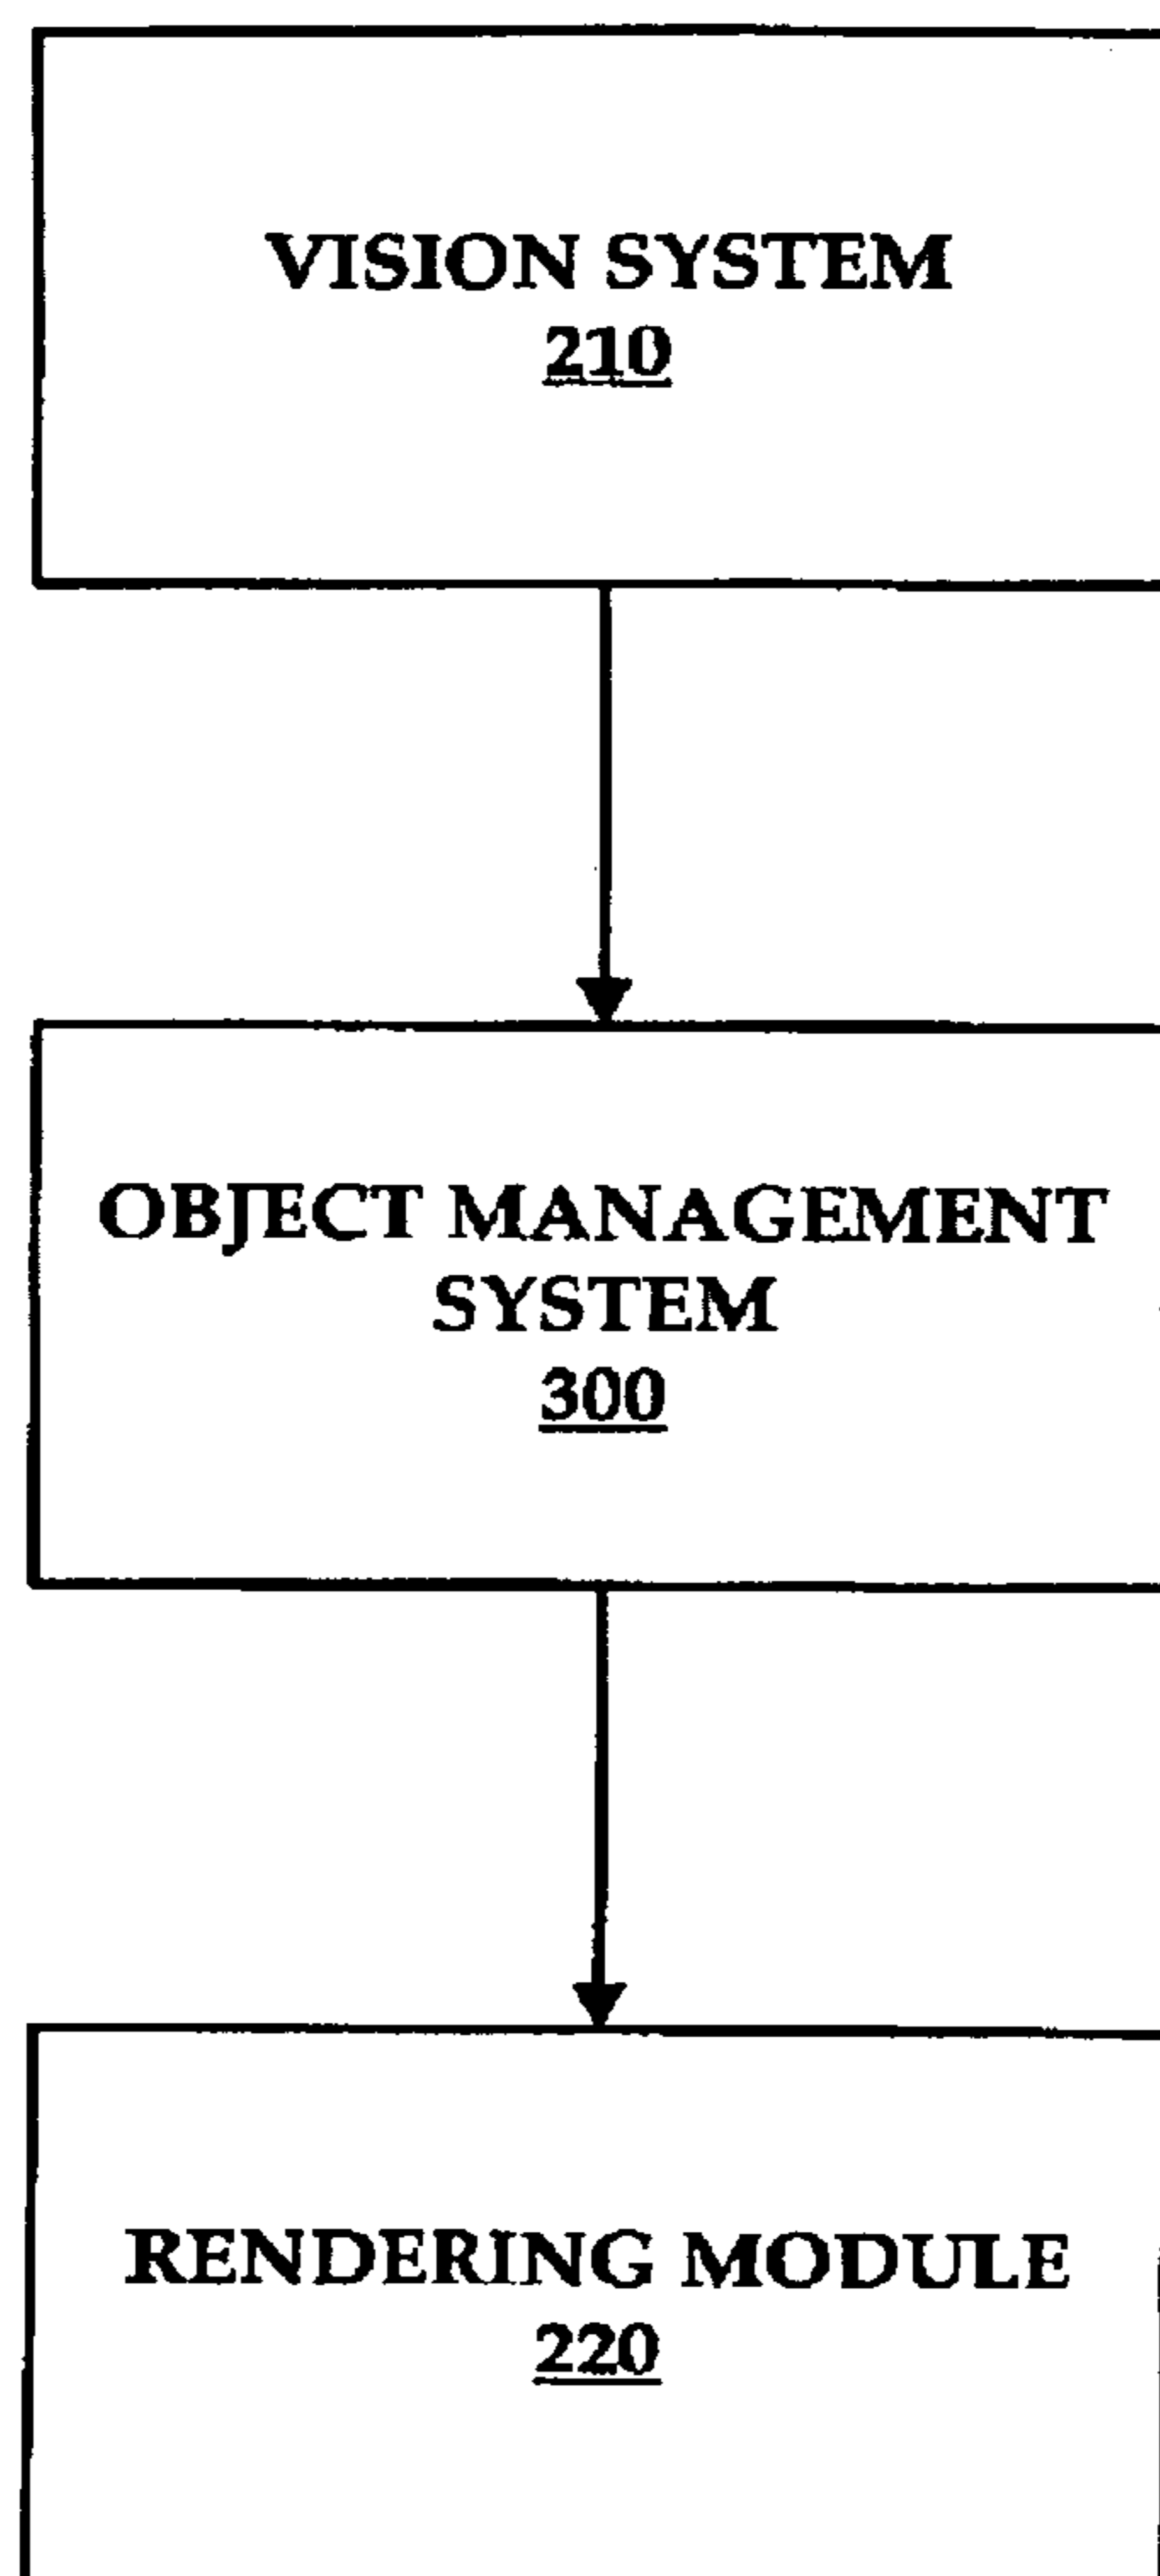 VISION SYSTEM
210
OBJECT MANAGEMENT
SYSTEM
300
RENDERING MODULE
220